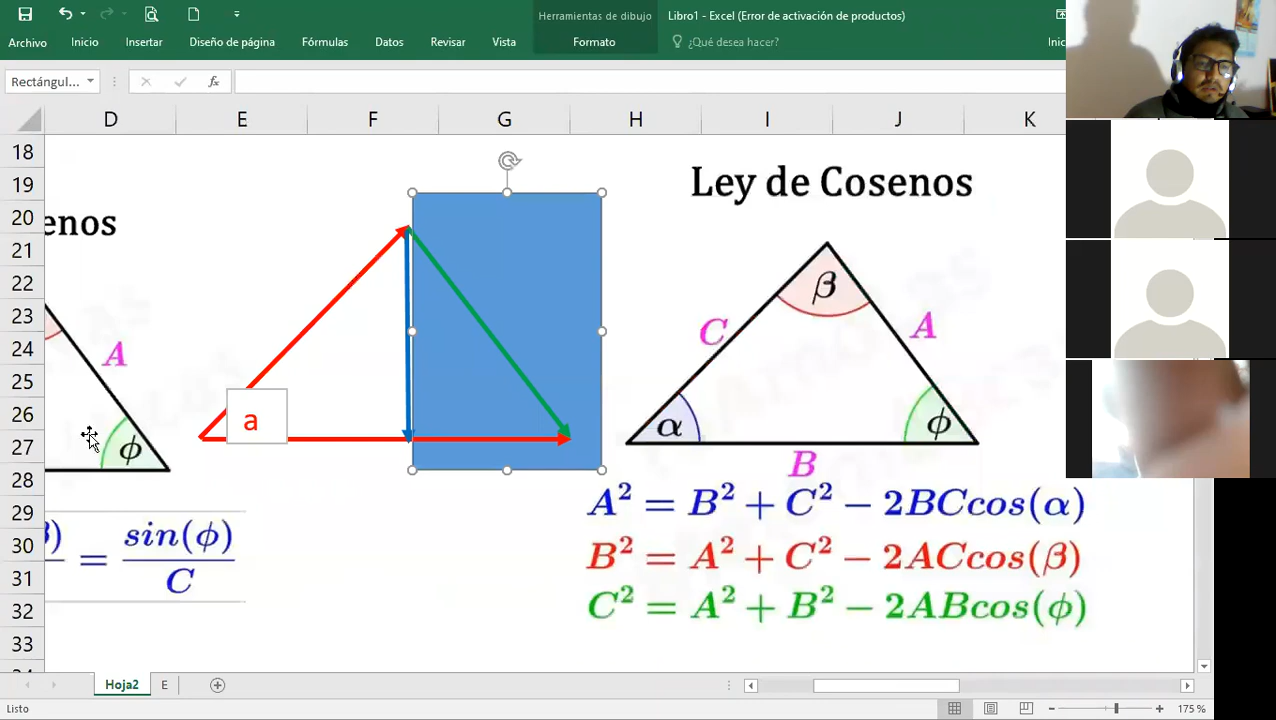 Herramientas de dibujo
Libro1 - Excel (Error de activación de productos)
Archivo
Inicio
Insertar
Diseño de página
Fórmulas
Datos
Revisar
Vista
Formato
¿Qué desea hacer?
Inic
Rectángul...
fx
D
E
F
G
H
I
J
K
18
19
20
21
22
23
24
25
26
27
28
29
30
31
32
33
enos
A
ϕ
a
Ley de Cosenos
β
C
A
α
ϕ
B
) = sin(ϕ) / C
A² = B² + C² − 2BCcos(α)
B² = A² + C² − 2ACcos(β)
C² = A² + B² − 2ABcos(ϕ)
Hoja2
E
Listo
175 %